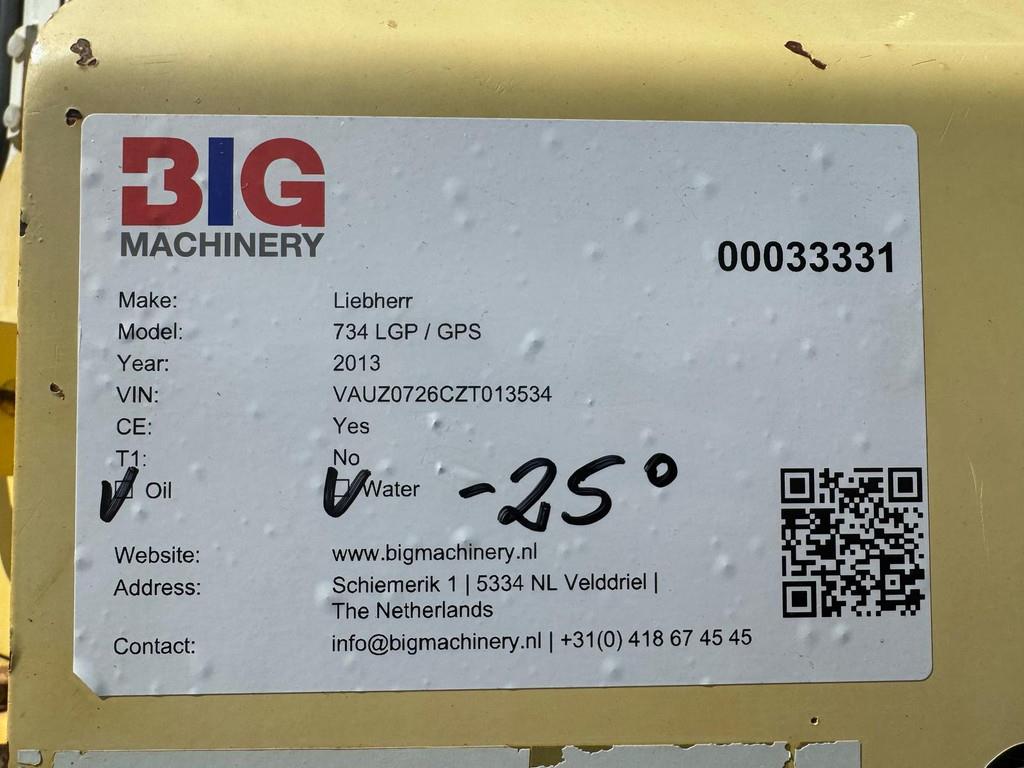 BIG
MACHINERY
00033331
Make: Liebherr
Model: 734 LGP / GPS
Year: 2013
VIN: VAUZ0726CZT013534
CE: Yes
T1: No
V Oil V Water -25°
Website: www.bigmachinery.nl
Address: Schiemerik 1 | 5334 NL Velddriel |
The Netherlands
Contact: info@bigmachinery.nl | +31(0) 418 67 45 45